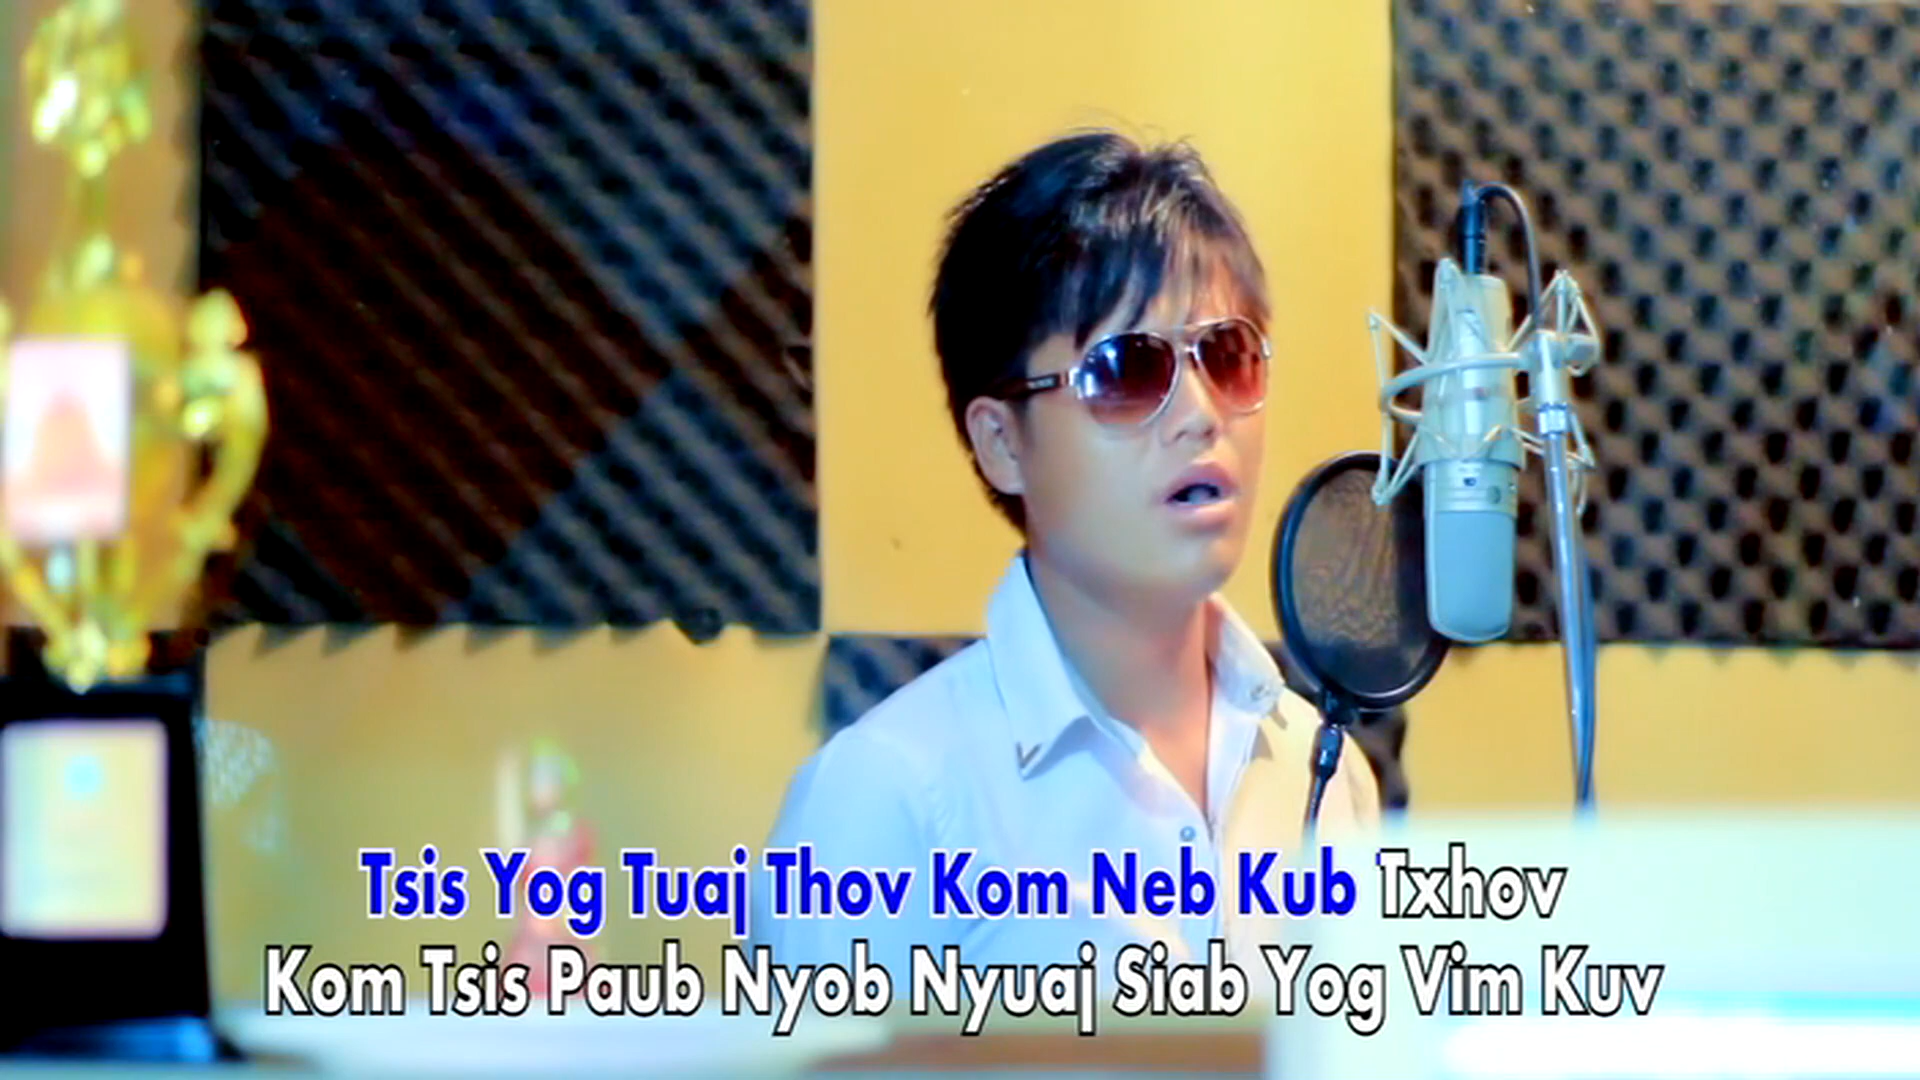 Tsis Yog Tuaj Thov Kom Neb Kub Txhov
Kom Tsis Paub Nyob Nyuaj Siab Yog Vim Kuv